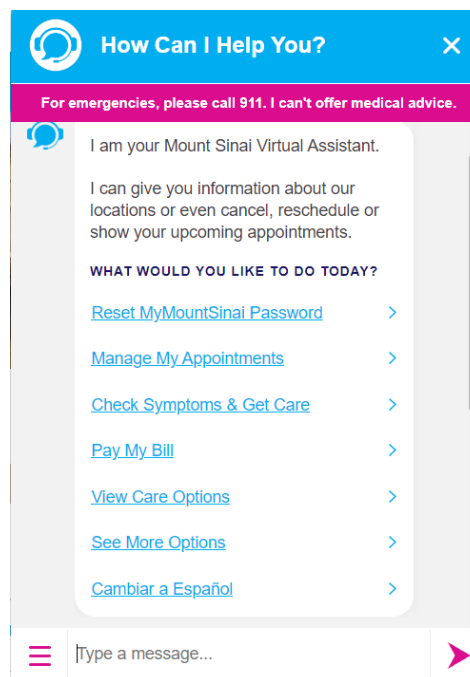 How Can I Help You?
For emergencies, please call 911. I can't offer medical advice.
I am your Mount Sinai Virtual Assistant.
I can give you information about our
locations or even cancel, reschedule or
show your upcoming appointments.
WHAT WOULD YOU LIKE TO DO TODAY?
Reset MyMountSinai Password
Manage My Appointments
Check Symptoms & Get Care
Pay My Bill
View Care Options
See More Options
Cambiar a Español
Type a message...